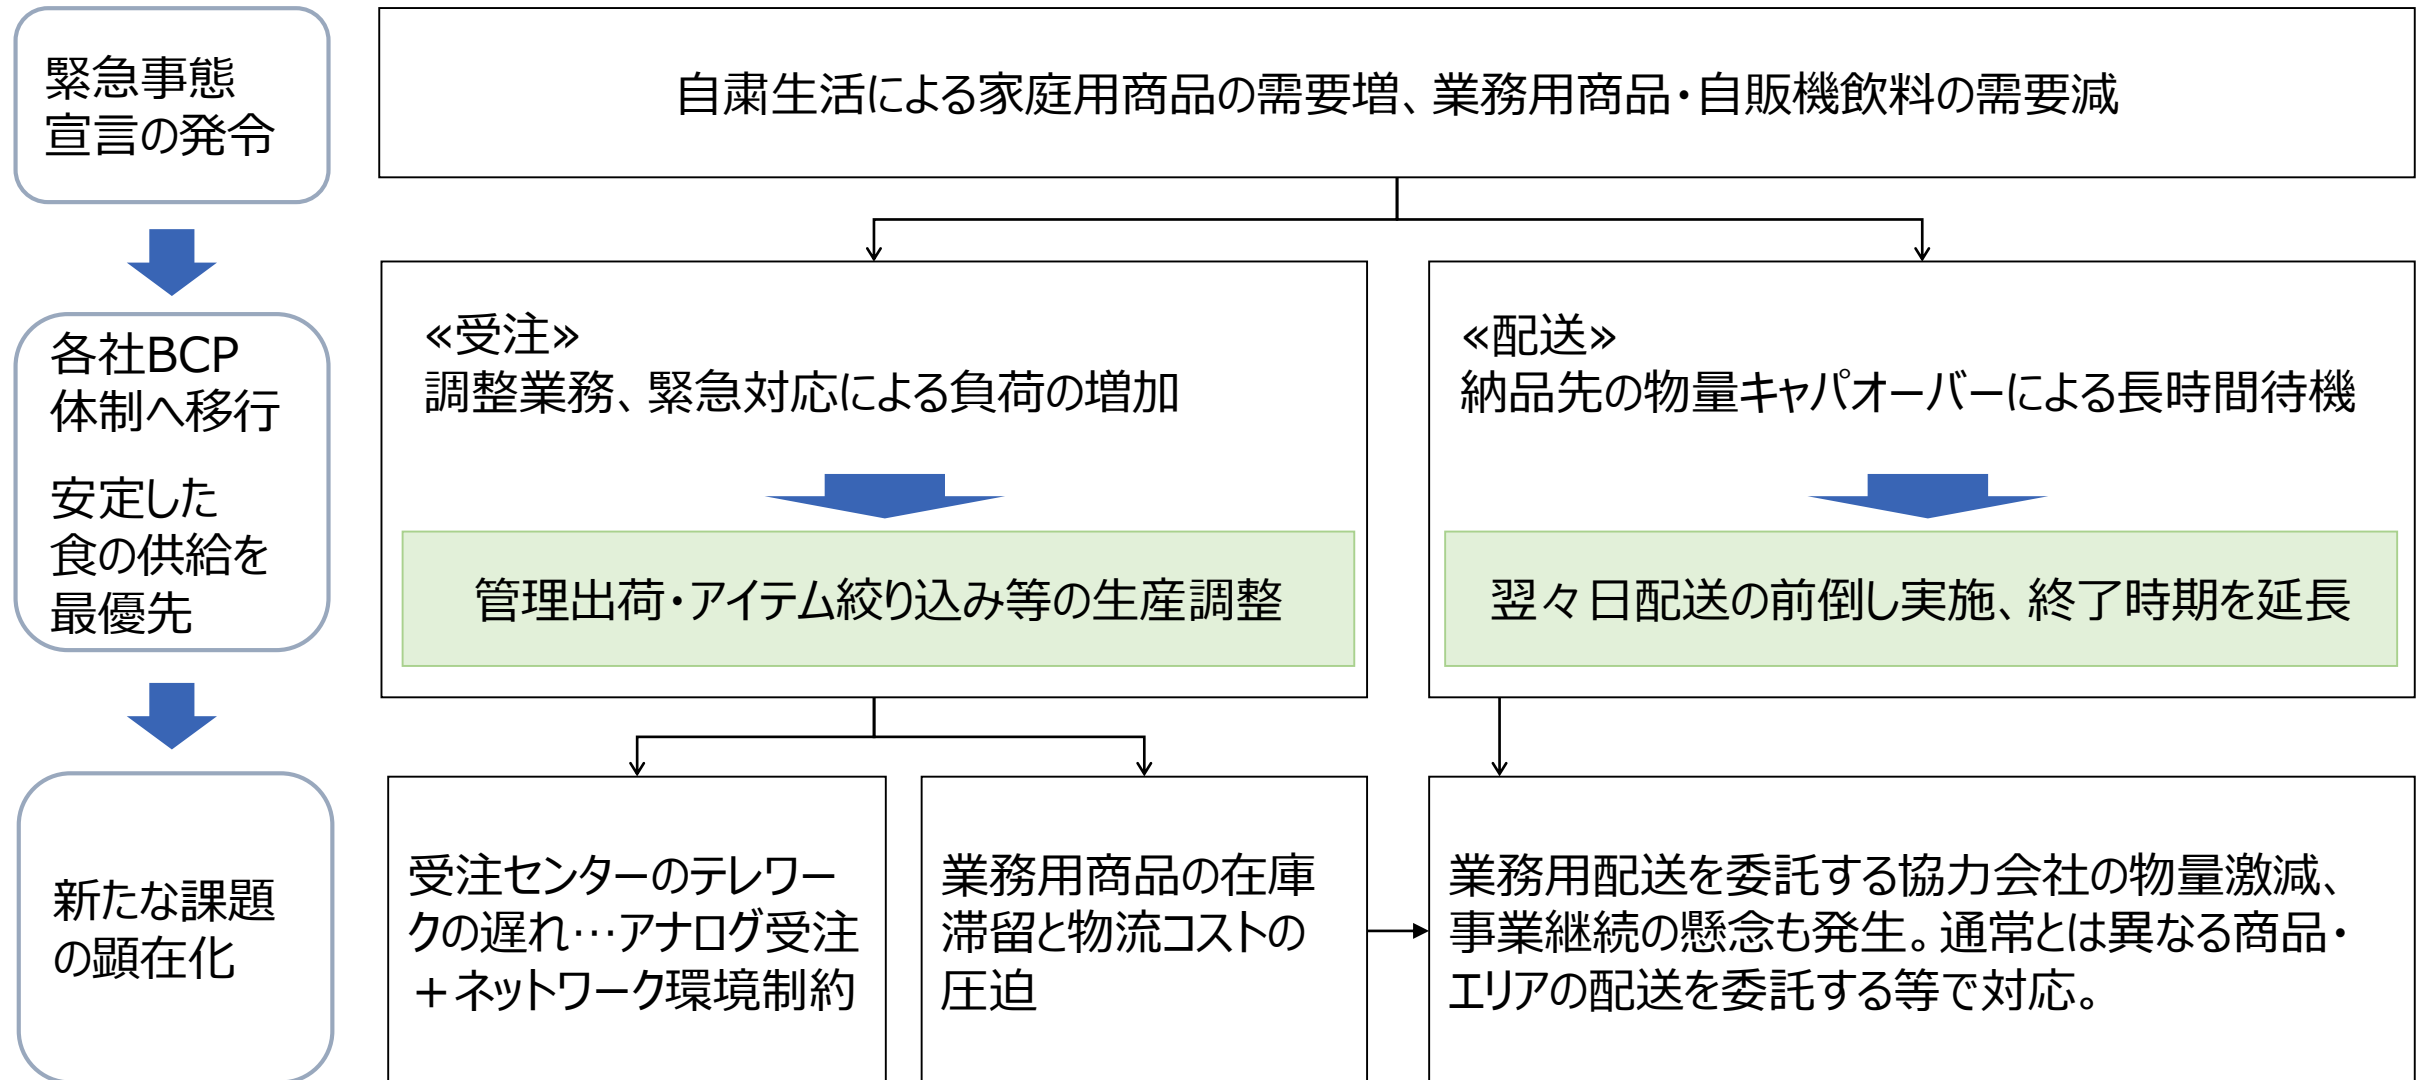 緊急事態
宣言の発令
自粛生活による家庭用商品の需要増、業務用商品・自販機飲料の需要減
各社BCP
体制へ移行
安定した
食の供給を
最優先
≪受注≫
調整業務、緊急対応による負荷の増加
管理出荷・アイテム絞り込み等の生産調整
≪配送≫
納品先の物量キャパオーバーによる長時間待機
翌々日配送の前倒し実施、終了時期を延長
新たな課題
の顕在化
受注センターのテレワー
クの遅れ…アナログ受注
＋ネットワーク環境制約
業務用商品の在庫
滞留と物流コストの
圧迫
業務用配送を委託する協力会社の物量激減、
事業継続の懸念も発生。通常とは異なる商品・
エリアの配送を委託する等で対応。